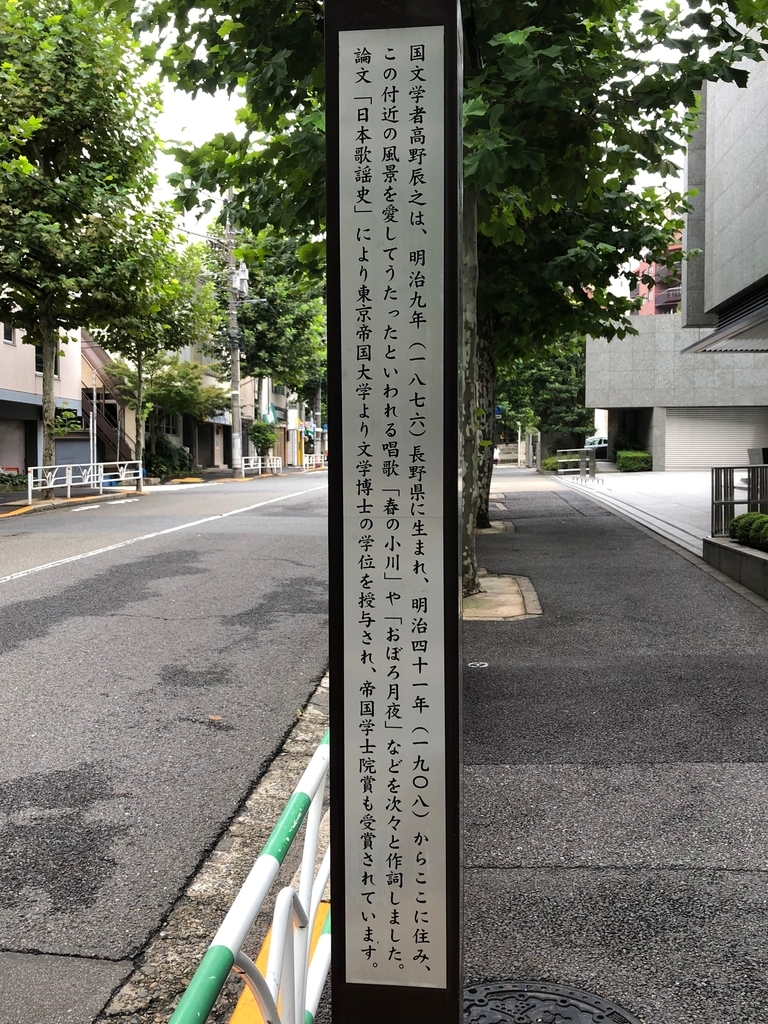 国文学者高野辰之は、明治九年（一八七六）長野県に生まれ、明治四十一年（一九〇八）からここに住み、
この付近の風景を愛してうたったといわれる唱歌「春の小川」や「おぼろ月夜」などを次々と作詞しました。
論文「日本歌謡史」により東京帝国大学より文学博士の学位を授与され、帝国学士院賞も受賞されています。